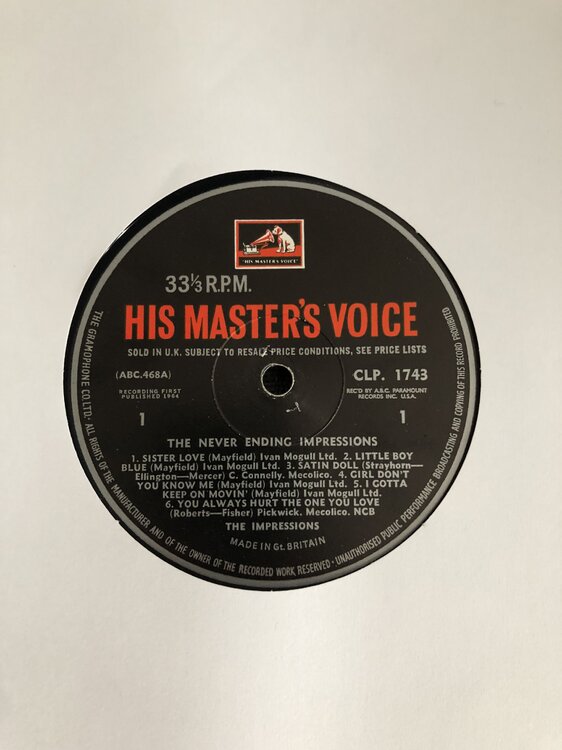 "HIS MASTER'S VOICE"
33⅓ R.P.M.
HIS MASTER'S VOICE
SOLD IN U.K. SUBJECT TO RESALE PRICE CONDITIONS, SEE PRICE LISTS
(ABC.468A)
CLP. 1743
RECORDING FIRST
PUBLISHED 1964
REC'D BY A.B.C. PARAMOUNT
RECORDS INC. U.S.A.
1
1
THE NEVER ENDING IMPRESSIONS
1. SISTER LOVE (Mayfield) Ivan Mogull Ltd. 2. LITTLE BOY
BLUE (Mayfield) Ivan Mogull Ltd. 3. SATIN DOLL (Strayhorn—
Ellington—Mercer) C. Connelly. Mecolico. 4. GIRL DON'T
YOU KNOW ME (Mayfield) Ivan Mogull Ltd. 5. I GOTTA
KEEP ON MOVIN' (Mayfield) Ivan Mogull Ltd.
6. YOU ALWAYS HURT THE ONE YOU LOVE
(Roberts—Fisher) Pickwick. Mecolico. NCB
THE IMPRESSIONS
MADE IN Gt. BRITAIN
THE GRAMOPHONE CO. LTD. · ALL RIGHTS OF THE MANUFACTURER AND OF THE OWNER OF THE RECORDED WORK RESERVED · UNAUTHORISED PUBLIC PERFORMANCE BROADCASTING AND COPYING OF THIS RECORD PROHIBITED